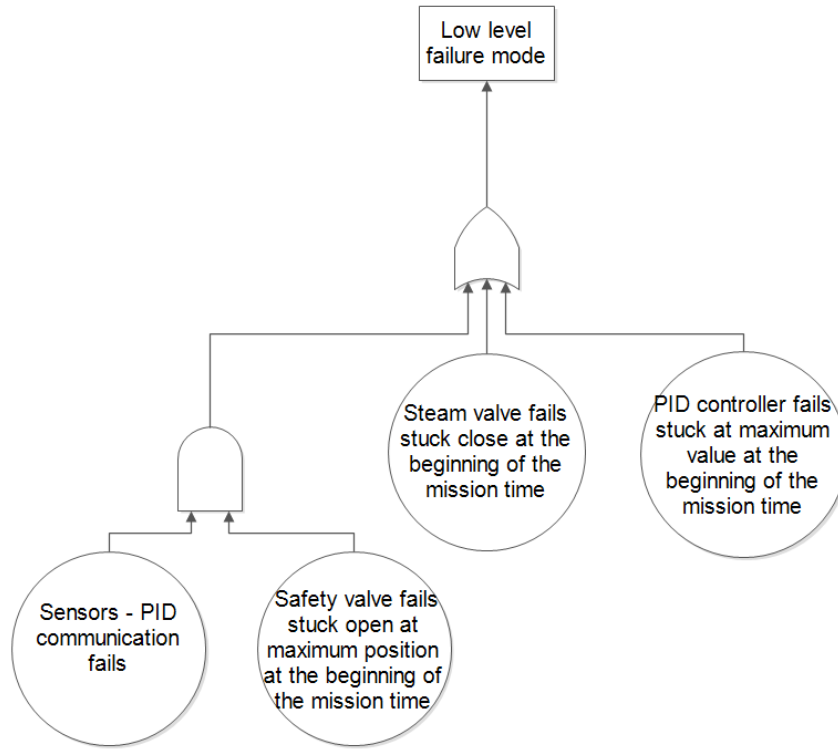 Low level
failure mode
Steam valve fails
stuck close at the
beginning of the
mission time
PID controller fails
stuck at maximum
value at the
beginning of the
mission time
Sensors - PID
communication
fails
Safety valve fails
stuck open at
maximum position
at the beginning of
the mission time